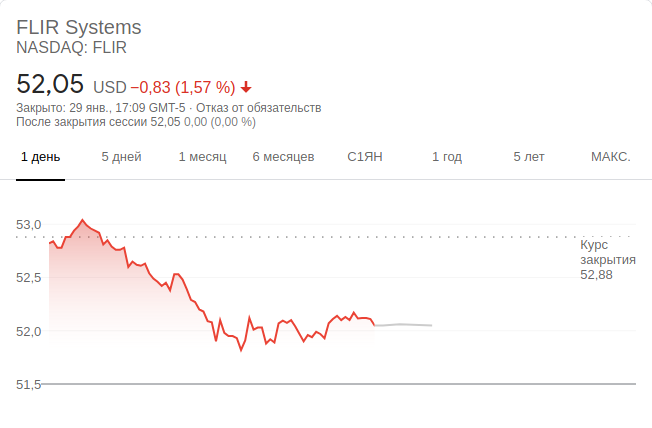 FLIR Systems
NASDAQ: FLIR
52,05 USD −0,83 (1,57 %)
Закрыто: 29 янв., 17:09 GMT-5 · Отказ от обязательств
После закрытия сессии 52,05 0,00 (0,00 %)
1 день 5 дней 1 месяц 6 месяцев С1ЯН 1 год 5 лет МАКС.
53,0
Курс
закрытия
52,88
52,5
52,0
51,5